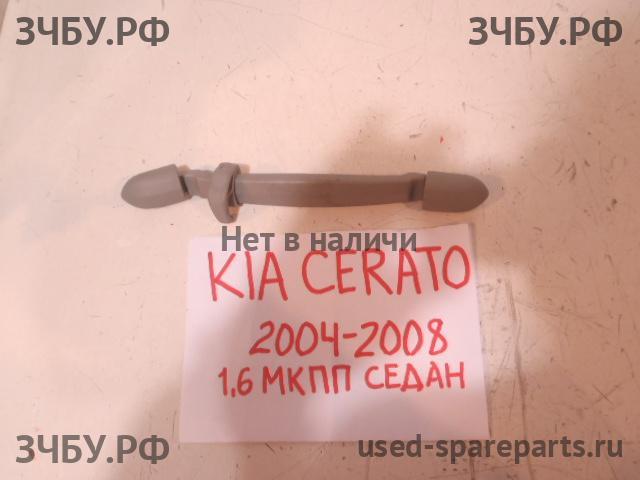 ЗЧБУ.РФ ЗЧБУ.РФ
Нет в наличи
KIA CERATO
2004-2008
1.6 МКПП СЕДАН
ЗЧБУ.РФ used-spareparts.ru